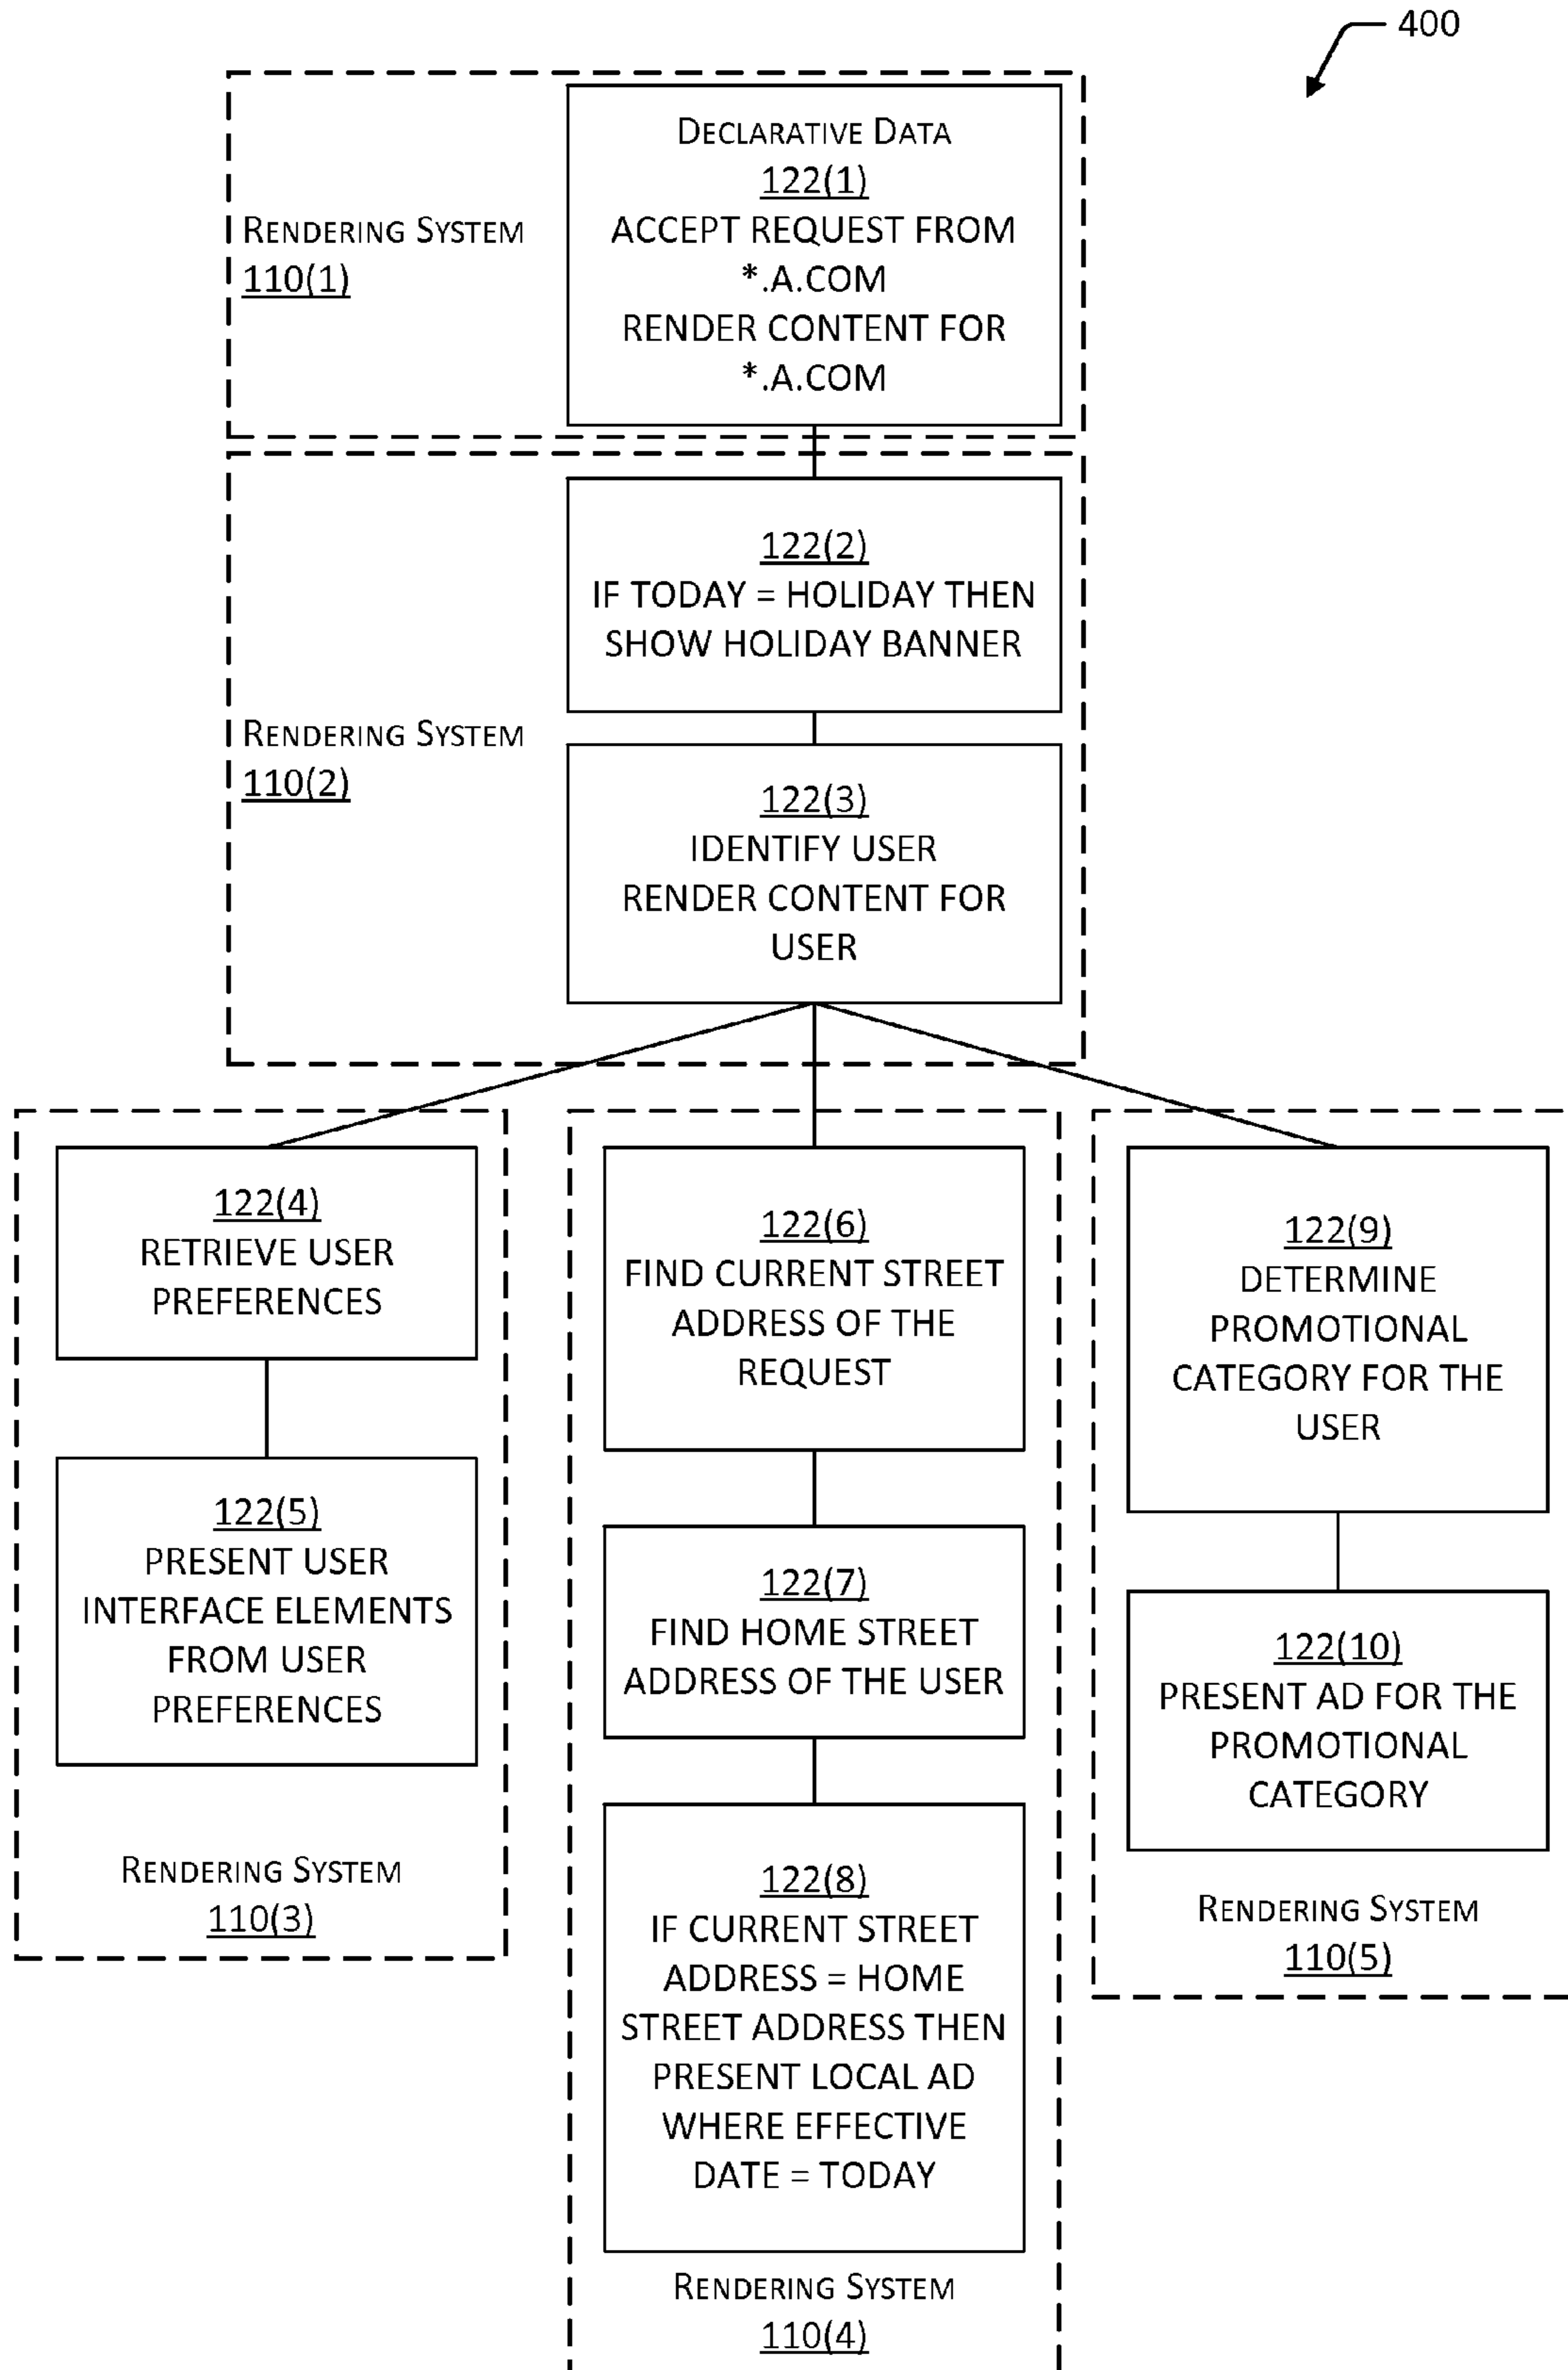 400
DECLARATIVE DATA
122(1)
ACCEPT REQUEST FROM
*.A.COM
RENDER CONTENT FOR
*.A.COM
RENDERING SYSTEM
110(1)
122(2)
IF TODAY = HOLIDAY THEN
SHOW HOLIDAY BANNER
RENDERING SYSTEM
110(2)
122(3)
IDENTIFY USER
RENDER CONTENT FOR
USER
122(4)
RETRIEVE USER
PREFERENCES
122(5)
PRESENT USER
INTERFACE ELEMENTS
FROM USER
PREFERENCES
RENDERING SYSTEM
110(3)
122(6)
FIND CURRENT STREET
ADDRESS OF THE
REQUEST
122(7)
FIND HOME STREET
ADDRESS OF THE USER
122(8)
IF CURRENT STREET
ADDRESS = HOME
STREET ADDRESS THEN
PRESENT LOCAL AD
WHERE EFFECTIVE
DATE = TODAY
RENDERING SYSTEM
110(4)
122(9)
DETERMINE
PROMOTIONAL
CATEGORY FOR THE
USER
122(10)
PRESENT AD FOR THE
PROMOTIONAL
CATEGORY
RENDERING SYSTEM
110(5)